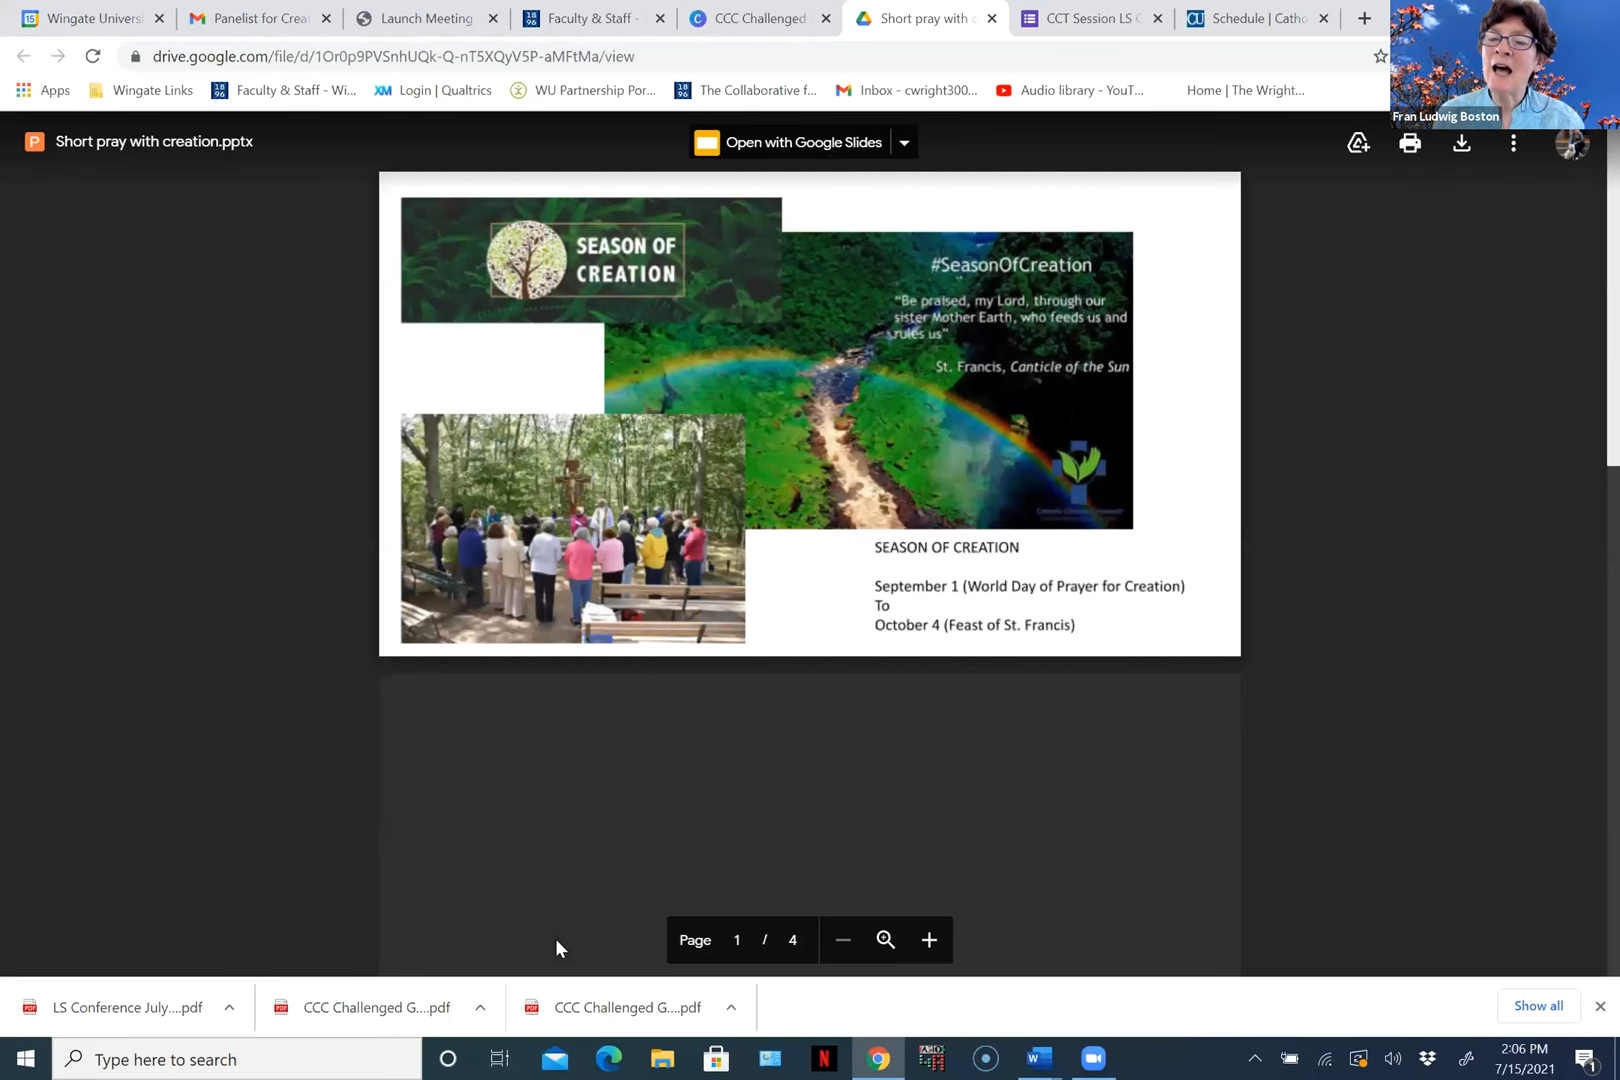 Wingate Universi
Panelist for Crea
Launch Meeting
Faculty & Staff -
CCC Challenged
Short pray with c
CCT Session LS C
Schedule | Catho
drive.google.com/file/d/1Or0p9PVSnhUQk-Q-nT5XQyV5P-aMFtMa/view
Apps
Wingate Links
Faculty & Staff - Wi...
Login | Qualtrics
WU Partnership Por...
The Collaborative f...
Inbox - cwright300...
Audio library - YouT...
Home | The Wright...
Fran Ludwig Boston
Short pray with creation.pptx
Open with Google Slides
SEASON OF
CREATION
#SeasonOfCreation
"Be praised, my Lord, through our
sister Mother Earth, who feeds us and
rules us"
St. Francis, Canticle of the Sun
SEASON OF CREATION
September 1 (World Day of Prayer for Creation)
To
October 4 (Feast of St. Francis)
Page 1 / 4
LS Conference July....pdf
CCC Challenged G....pdf
CCC Challenged G....pdf
Show all
Type here to search
2:06 PM
7/15/2021